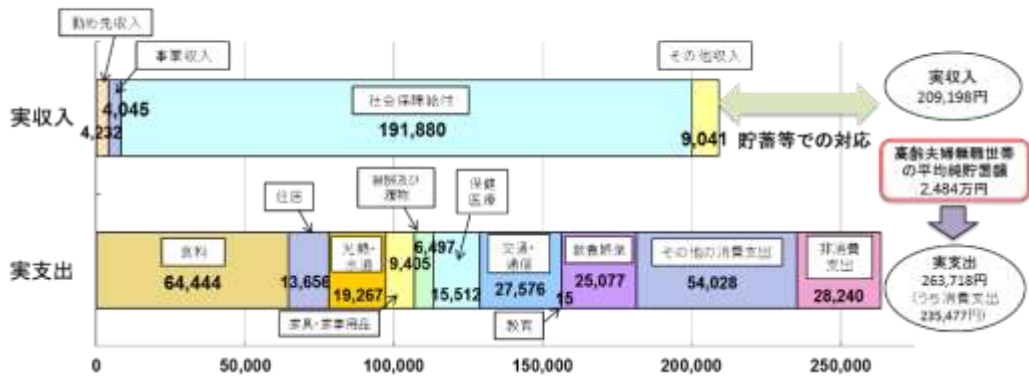 勤め先収入
事業収入
その他収入
実収入
209,198円
実収入
4,232
4,045
社会保障給付
191,880
9,041
貯蓄等での対応
高齢夫婦無職世帯
の平均純貯蓄額
2,484万円
住居
被服及び
履物
保健
医療
実支出
食料
64,444
13,656
光熱・
水道
19,267
9,405
6,497
15,512
交通・
通信
27,576
15
教養娯楽
25,077
その他の消費支出
54,028
非消費
支出
28,240
家具・家事用品
教育
実支出
263,718円
(うち消費支出
235,477円)
0
50,000
100,000
150,000
200,000
250,000